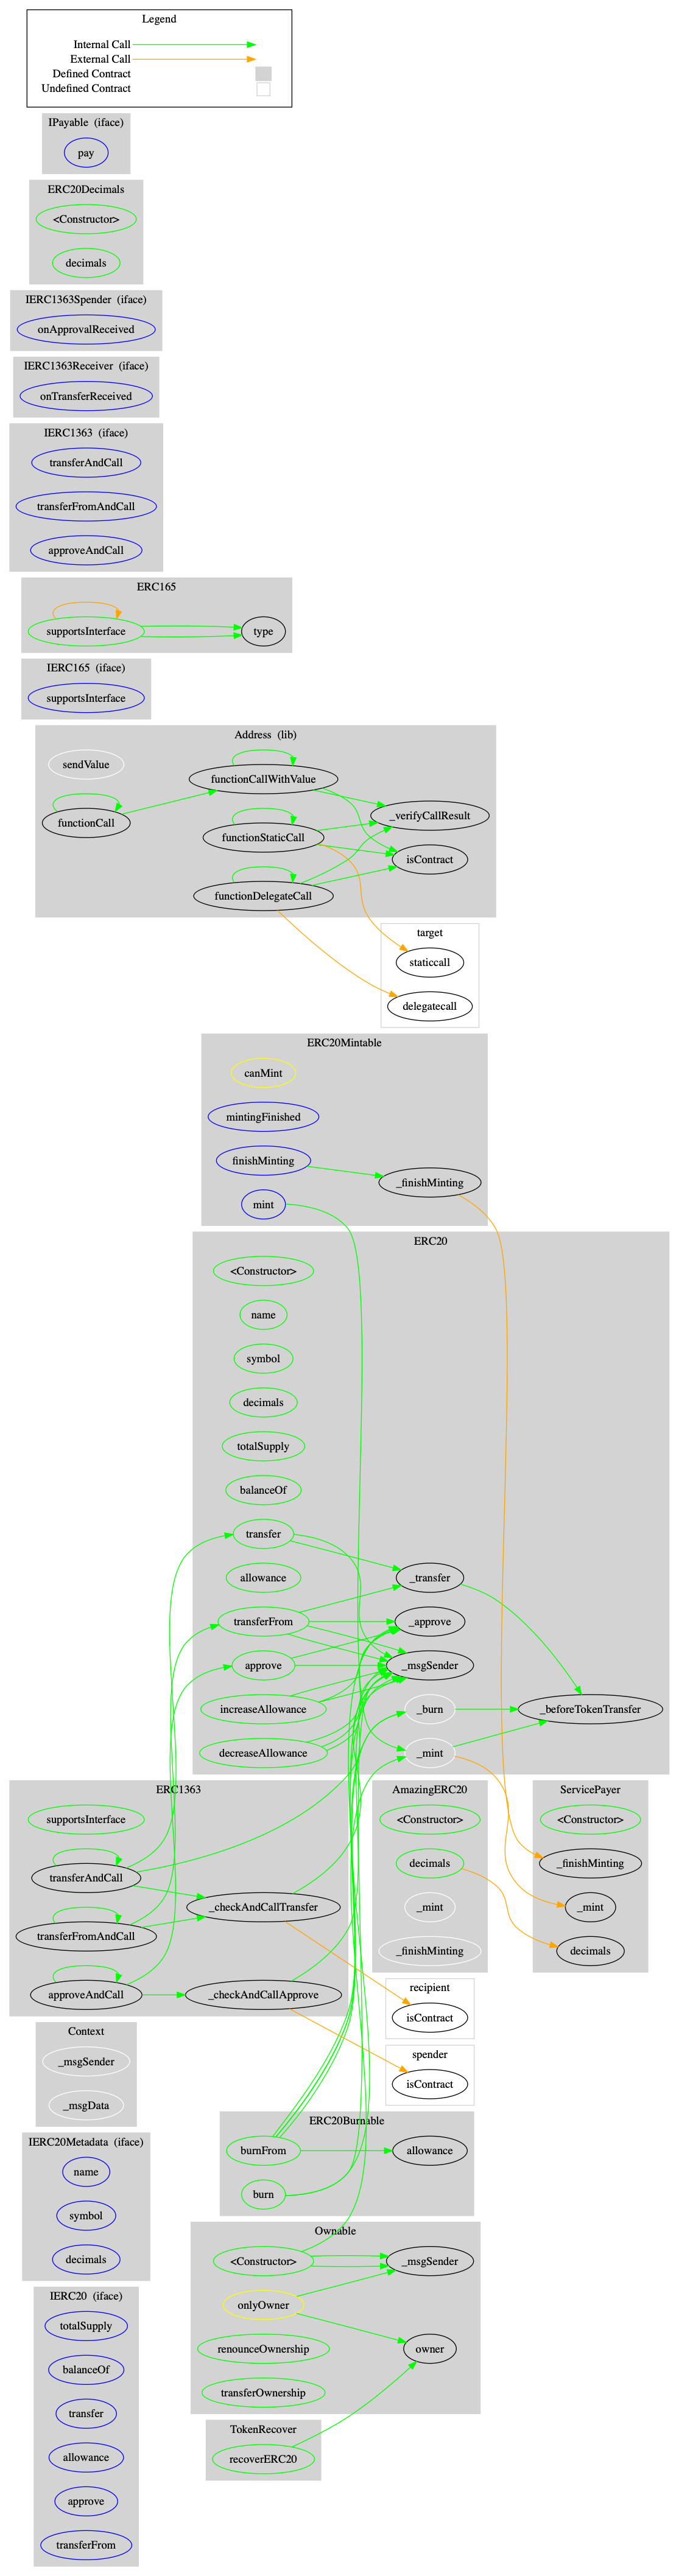 Legend
Internal Call
External Call
Defined Contract
Undefined Contract
IPayable  (iface)
pay
ERC20Decimals
<Constructor>
decimals
IERC1363Spender  (iface)
onApprovalReceived
IERC1363Receiver  (iface)
onTransferReceived
IERC1363  (iface)
transferAndCall
transferFromAndCall
approveAndCall
ERC165
supportsInterface
type
IERC165  (iface)
supportsInterface
Address  (lib)
sendValue
functionCall
functionCallWithValue
functionStaticCall
functionDelegateCall
_verifyCallResult
isContract
target
staticcall
delegatecall
ERC20Mintable
canMint
mintingFinished
finishMinting
_finishMinting
mint
ERC20
<Constructor>
name
symbol
decimals
totalSupply
balanceOf
transfer
allowance
transferFrom
approve
increaseAllowance
decreaseAllowance
_transfer
_approve
_msgSender
_burn
_mint
_beforeTokenTransfer
ERC1363
supportsInterface
transferAndCall
transferFromAndCall
approveAndCall
_checkAndCallTransfer
_checkAndCallApprove
AmazingERC20
<Constructor>
decimals
_mint
_finishMinting
ServicePayer
<Constructor>
_finishMinting
_mint
decimals
recipient
isContract
spender
isContract
Context
_msgSender
_msgData
ERC20Burnable
burnFrom
burn
allowance
IERC20Metadata  (iface)
name
symbol
decimals
Ownable
<Constructor>
onlyOwner
renounceOwnership
transferOwnership
_msgSender
owner
IERC20  (iface)
totalSupply
balanceOf
transfer
allowance
approve
transferFrom
TokenRecover
recoverERC20